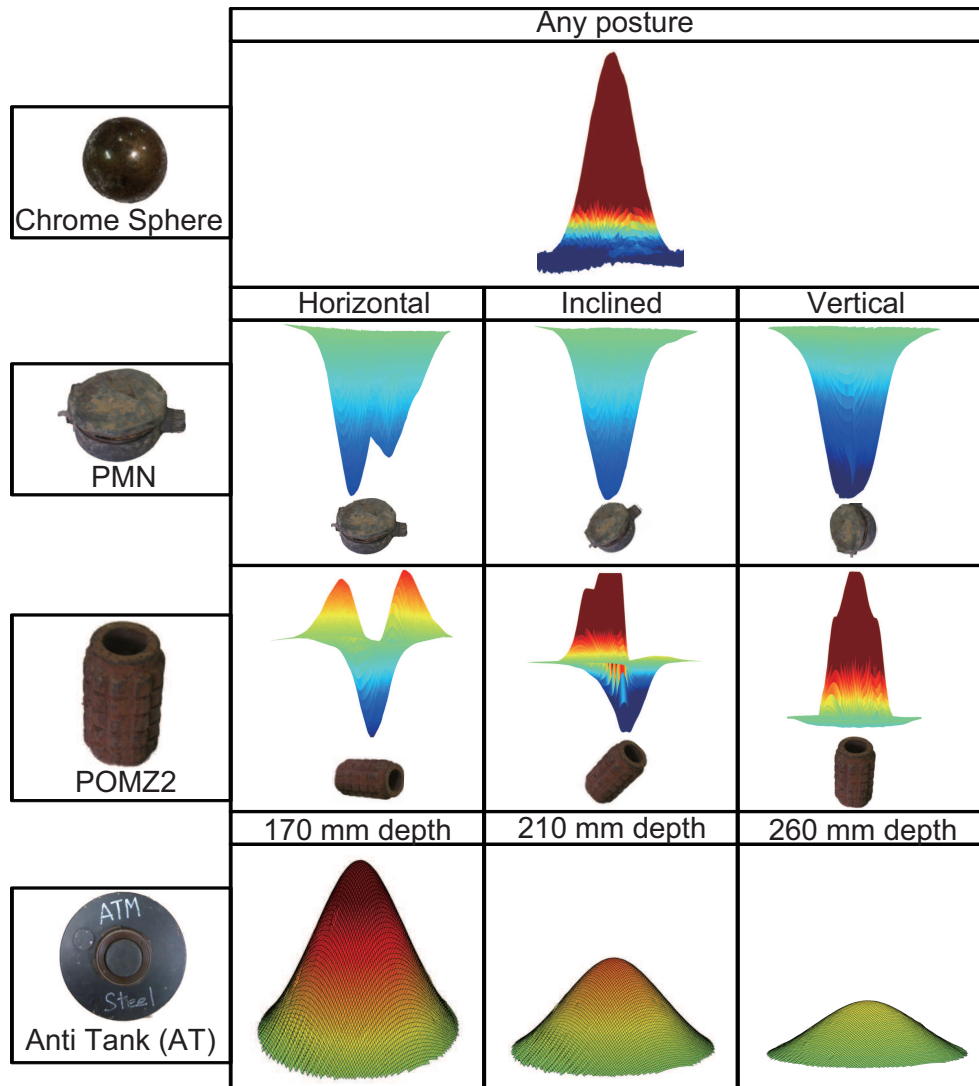 Any posture
Chrome Sphere
Horizontal
Inclined
Vertical
PMN
POMZ2
170 mm depth
210 mm depth
260 mm depth
ATM
Steel
Anti Tank (AT)